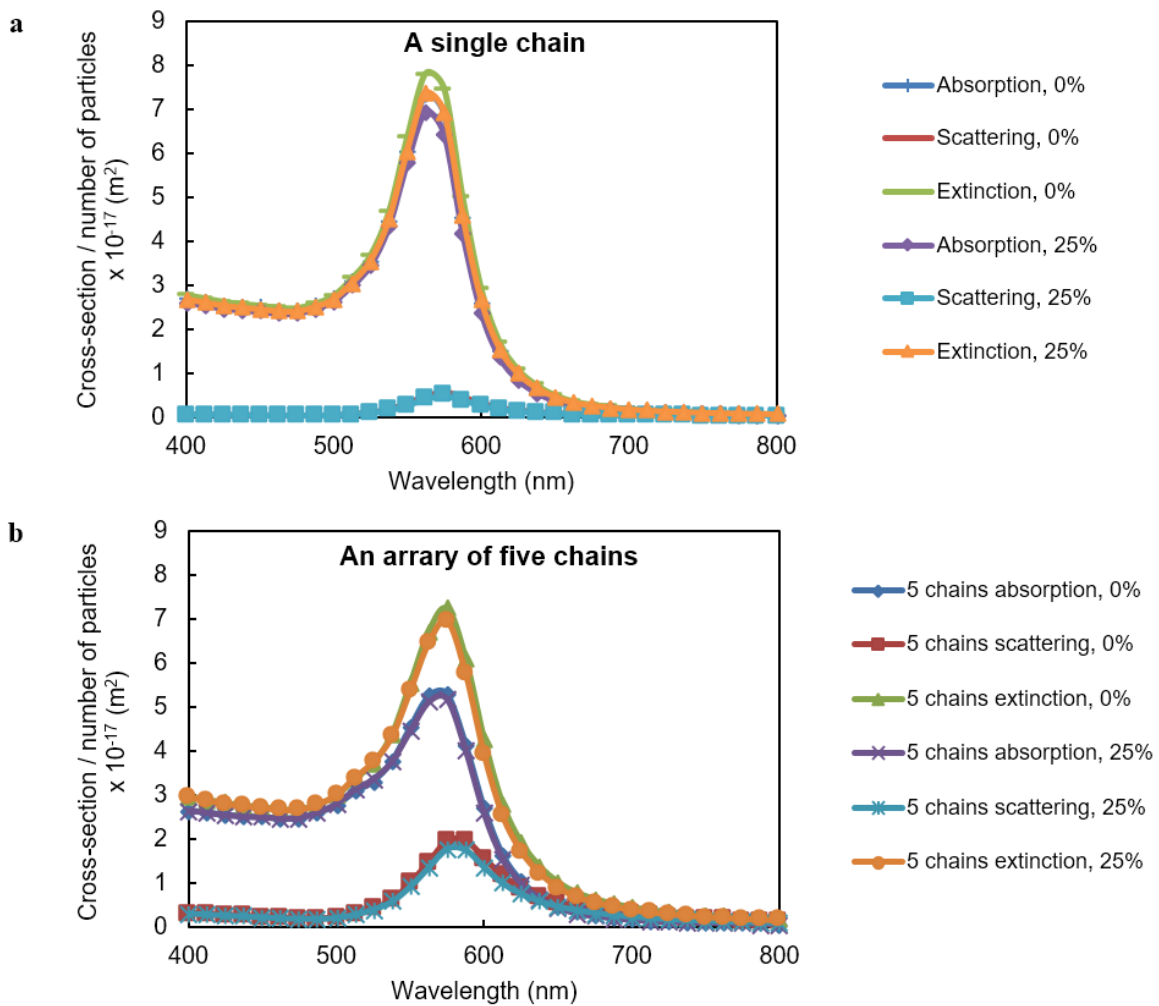 a
A single chain
Cross-section / number of particles
x 10⁻¹⁷ (m²)
9
8
7
6
5
4
3
2
1
0
400
500
600
700
800
Wavelength (nm)
Absorption, 0%
Scattering, 0%
Extinction, 0%
Absorption, 25%
Scattering, 25%
Extinction, 25%
b
An arrary of five chains
Cross-section / number of particles
x 10⁻¹⁷ (m²)
9
8
7
6
5
4
3
2
1
0
400
500
600
700
800
Wavelength (nm)
5 chains absorption, 0%
5 chains scattering, 0%
5 chains extinction, 0%
5 chains absorption, 25%
5 chains scattering, 25%
5 chains extinction, 25%